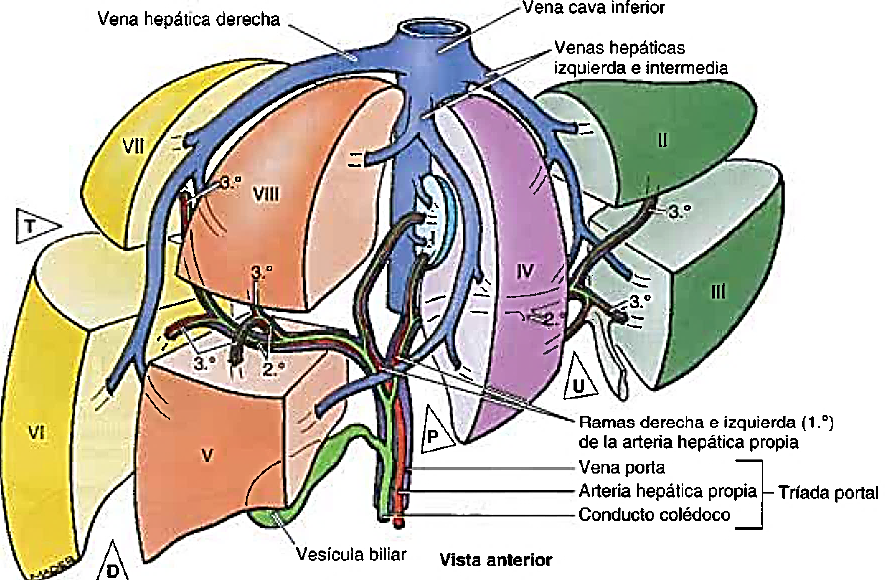 Vena hepática derecha
Vena cava inferior
Venas hepáticas
izquierda e intermedia
VII
II
VIII
3.º
3.º
T
3.º
IV
III
3.º
2.º
3.º
2.º
U
VI
V
P
Ramas derecha e izquierda (1.º)
de la arteria hepática propia
Vena porta
Arteria hepática propia
Tríada portal
Conducto colédoco
Vesícula biliar
Vista anterior
D